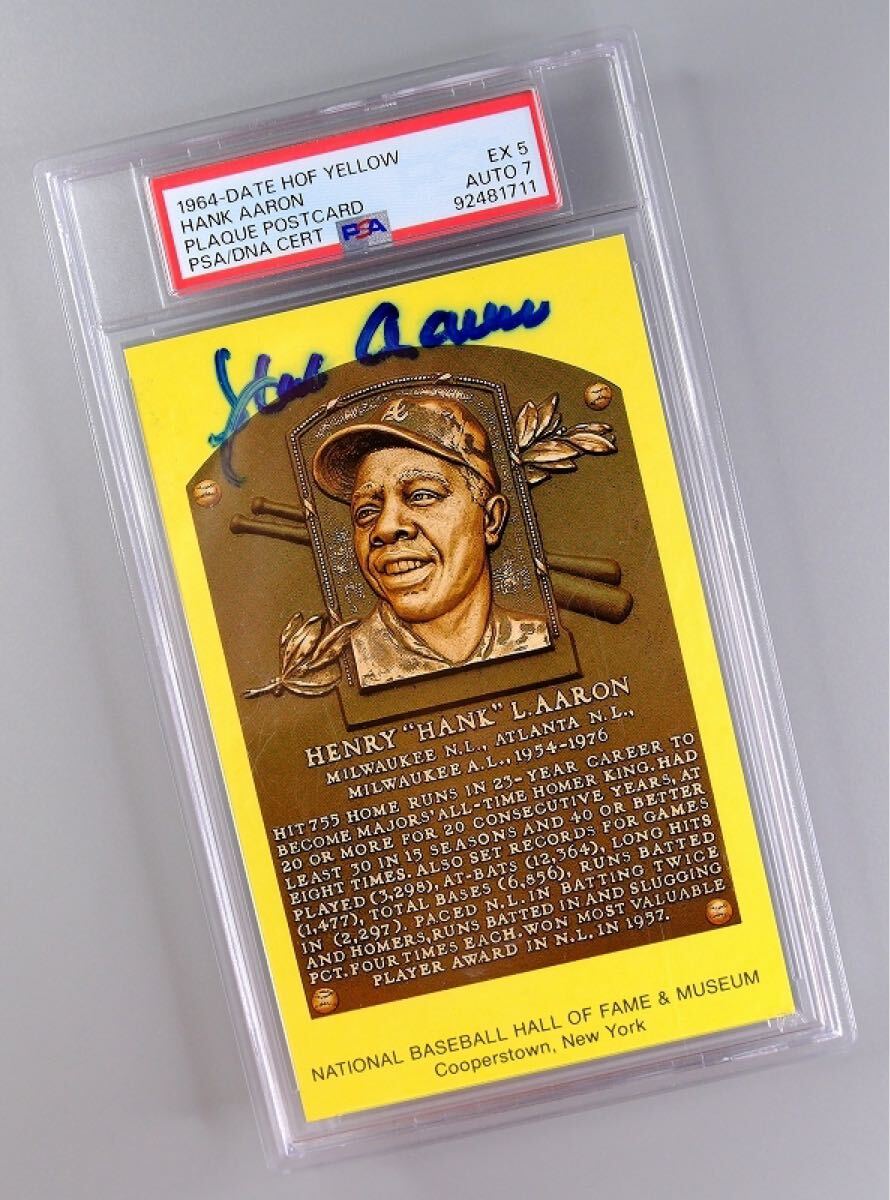 1964-DATE HOF YELLOW EX 5
HANK AARON AUTO 7
PLAQUE POSTCARD 92481711
PSA/DNA CERT PSA
Hank Aaron
A
HENRY "HANK" L. AARON
MILWAUKEE N.L., ATLANTA N.L.,
MILWAUKEE A.L., 1954-1976
HIT 755 HOME RUNS IN 23-YEAR CAREER TO
BECOME MAJORS' ALL-TIME HOMER KING. HAD
20 OR MORE FOR 20 CONSECUTIVE YEARS, AT
LEAST 30 IN 15 SEASONS AND 40 OR BETTER
EIGHT TIMES. ALSO SET RECORDS FOR GAMES
PLAYED (3,298), AT-BATS (12,364), LONG HITS
(1,477), TOTAL BASES (6,856), RUNS BATTED
IN (2,297). PACED N.L. IN BATTING TWICE
AND HOMERS, RUNS BATTED IN AND SLUGGING
PCT. FOUR TIMES EACH. WON MOST VALUABLE
PLAYER AWARD IN N.L. IN 1957.
NATIONAL BASEBALL HALL OF FAME & MUSEUM
Cooperstown, New York